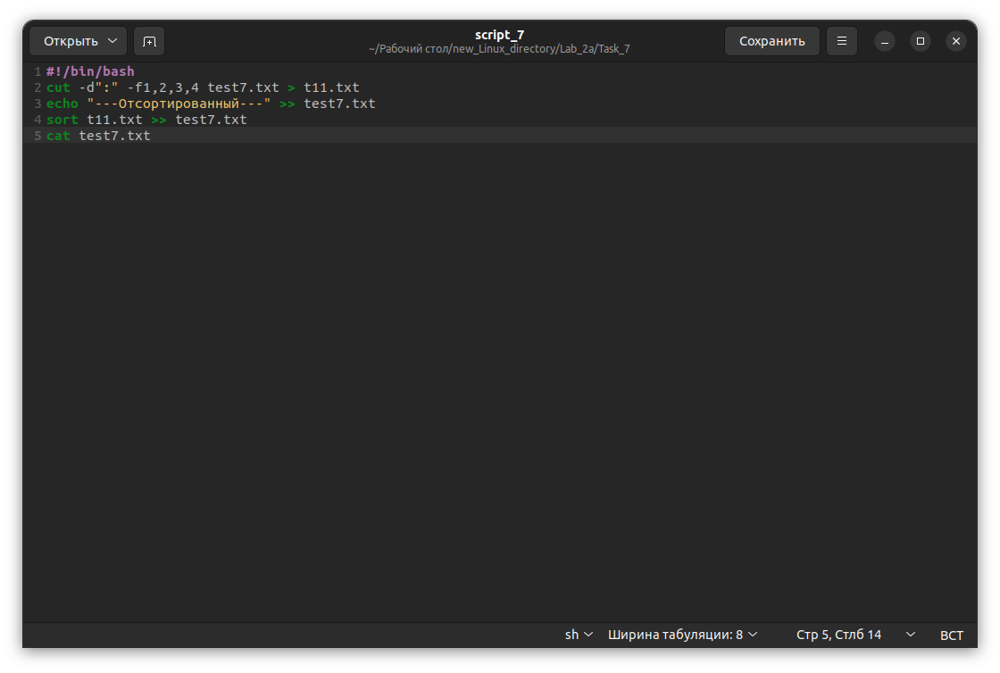 Открыть
script_7
~/Рабочий стол/new_Linux_directory/Lab_2a/Task_7
Сохранить
1 #!/bin/bash
2 cut -d":" -f1,2,3,4 test7.txt > t11.txt
3 echo "---Отсортированный---" >> test7.txt
4 sort t11.txt >> test7.txt
5 cat test7.txt
sh Ширина табуляции: 8 Стр 5, Стлб 14 ВСТ